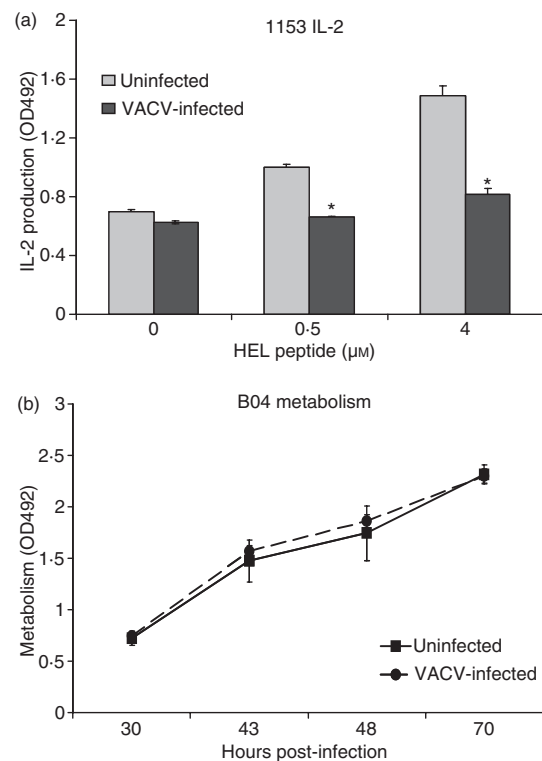 (a)
1153 IL-2
2
1·6
1·2
0·8
0·4
0
IL-2 production (OD492)
Uninfected
VACV-infected
*
*
0
0·5
4
HEL peptide (µM)
(b)
B04 metabolism
3
2·5
2
1·5
1
0·5
0
Metabolism (OD492)
Uninfected
VACV-infected
30
43
48
70
Hours post-infection